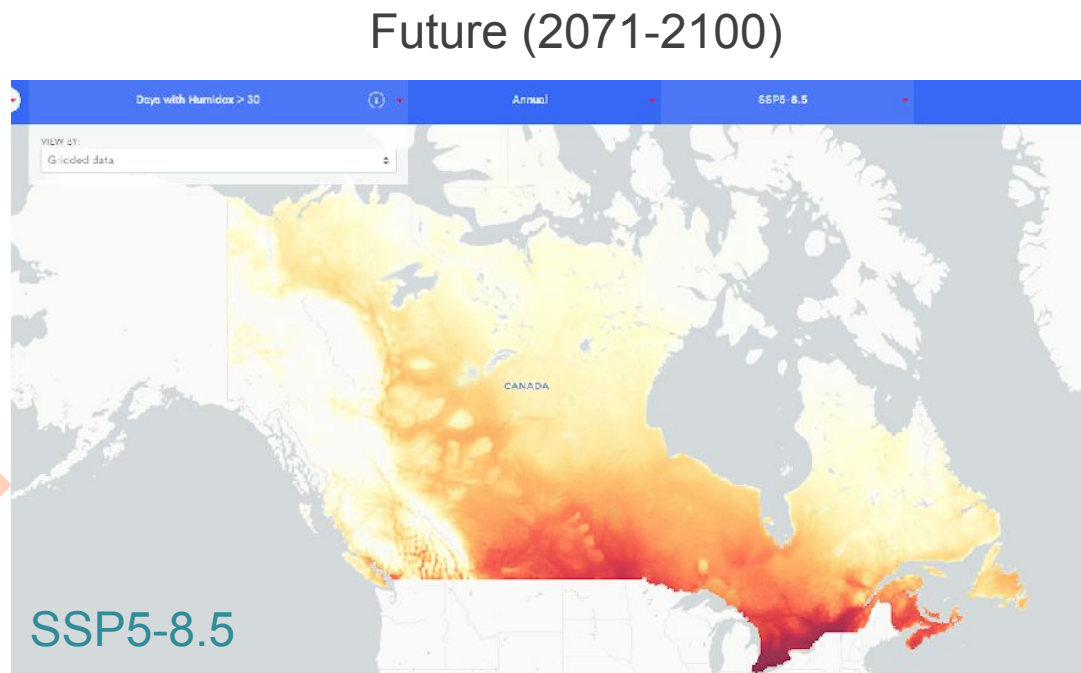 Future (2071-2100)
Days with Humidex > 30
Annual
SSP5-8.5
VIEW BY:
Gridded data
CANADA
SSP5-8.5